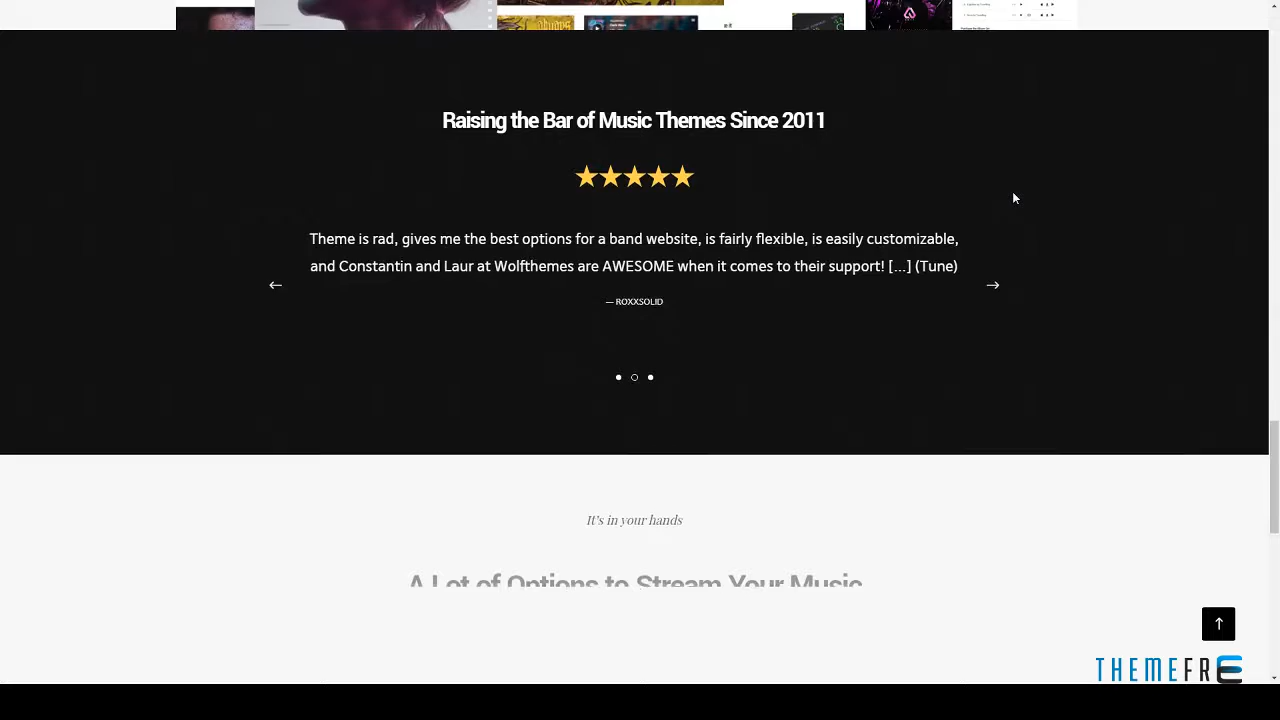 Raising the Bar of Music Themes Since 2011
★★★★★
Theme is rad, gives me the best options for a band website, is fairly flexible, is easily customizable,
and Constantin and Laur at Wolfthemes are AWESOME when it comes to their support! [...] (Tune)
← →
— ROXXSOLID
It's in your hands
A Lot of Options to Stream Your Music
↑
THEMEFRE